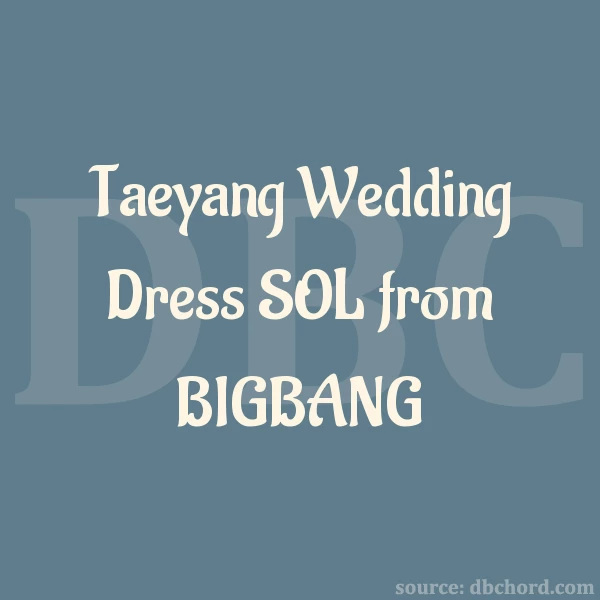 DBC
Taeyang Wedding
Dress SOL from
BIGBANG
source: dbchord.com